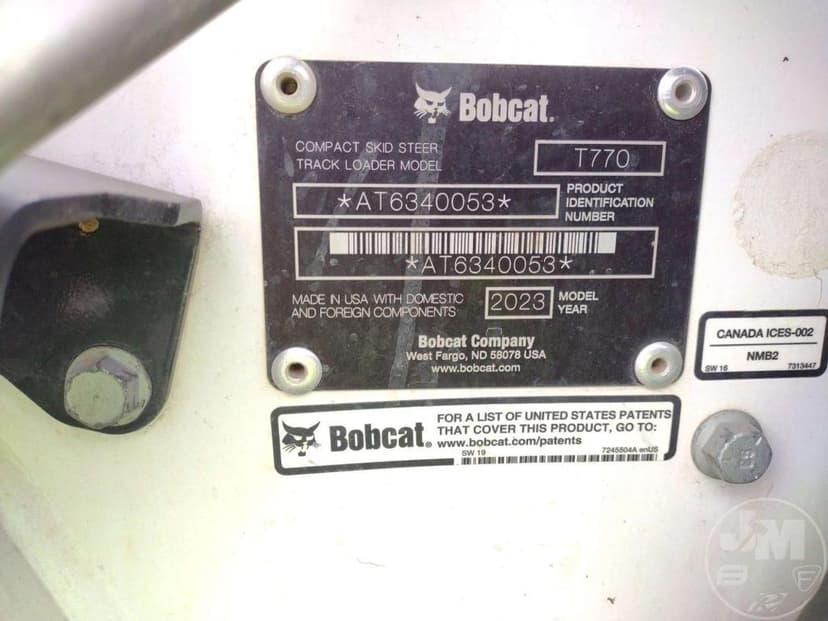 Bobcat.
COMPACT SKID STEER
TRACK LOADER MODEL
T770
*AT6340053*
PRODUCT
IDENTIFICATION
NUMBER
*AT6340053*
MADE IN USA WITH DOMESTIC
AND FOREIGN COMPONENTS
2023
MODEL
YEAR
Bobcat Company
West Fargo, ND 58078 USA
www.bobcat.com
CANADA ICES-002
NMB2
SW 16 7313447
Bobcat.
FOR A LIST OF UNITED STATES PATENTS
THAT COVER THIS PRODUCT, GO TO:
www.bobcat.com/patents
SW 19 7245504A enUS
JM